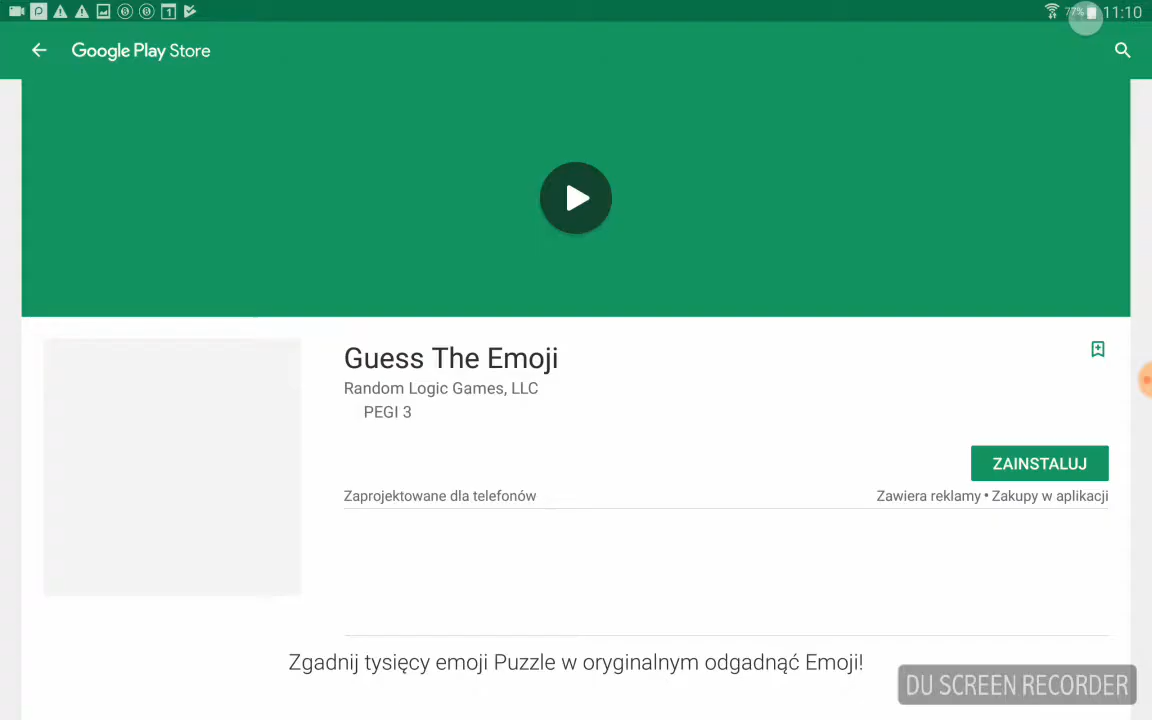 77% 11:10
Google Play Store
Guess The Emoji
Random Logic Games, LLC
PEGI 3
ZAINSTALUJ
Zaprojektowane dla telefonów
Zawiera reklamy • Zakupy w aplikacji
Zgadnij tysięcy emoji Puzzle w oryginalnym odgadnąć Emoji!
DU SCREEN RECORDER